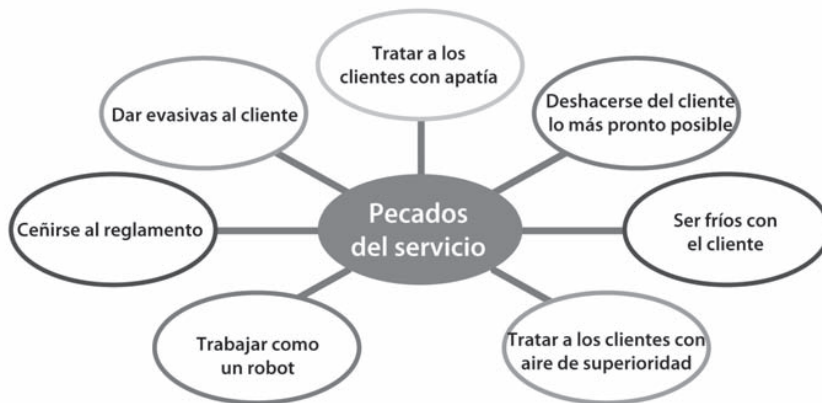 Tratar a los
clientes con apatía
Dar evasivas al cliente
Deshacerse del cliente
lo más pronto posible
Ceñirse al reglamento
Pecados
del servicio
Ser fríos con
el cliente
Trabajar como
un robot
Tratar a los clientes con
aire de superioridad